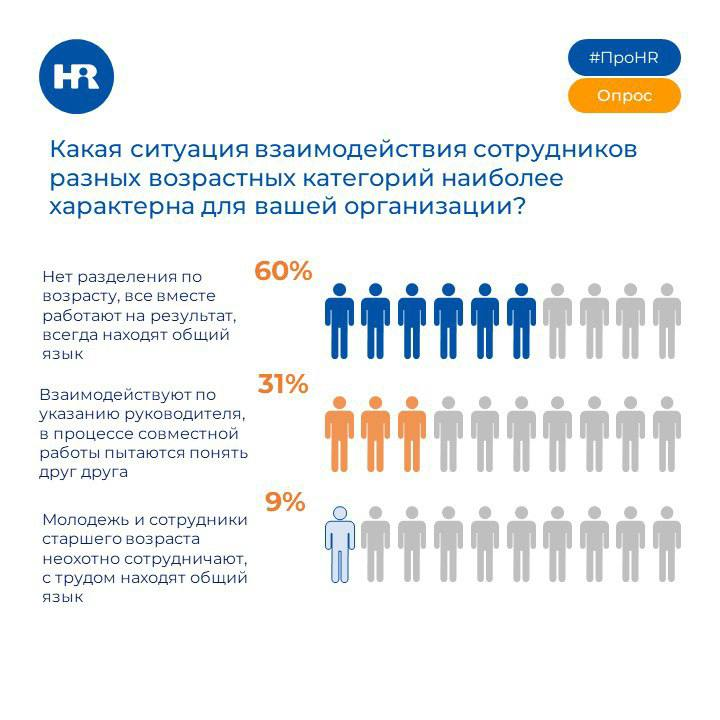 HR
#ПроHR
Опрос
Какая ситуация взаимодействия сотрудников
разных возрастных категорий наиболее
характерна для вашей организации?
60%
Нет разделения по
возрасту, все вместе
работают на результат,
всегда находят общий
язык
31%
Взаимодействуют по
указанию руководителя,
в процессе совместной
работы пытаются понять
друг друга
9%
Молодежь и сотрудники
старшего возраста
неохотно сотрудничают,
с трудом находят общий
язык